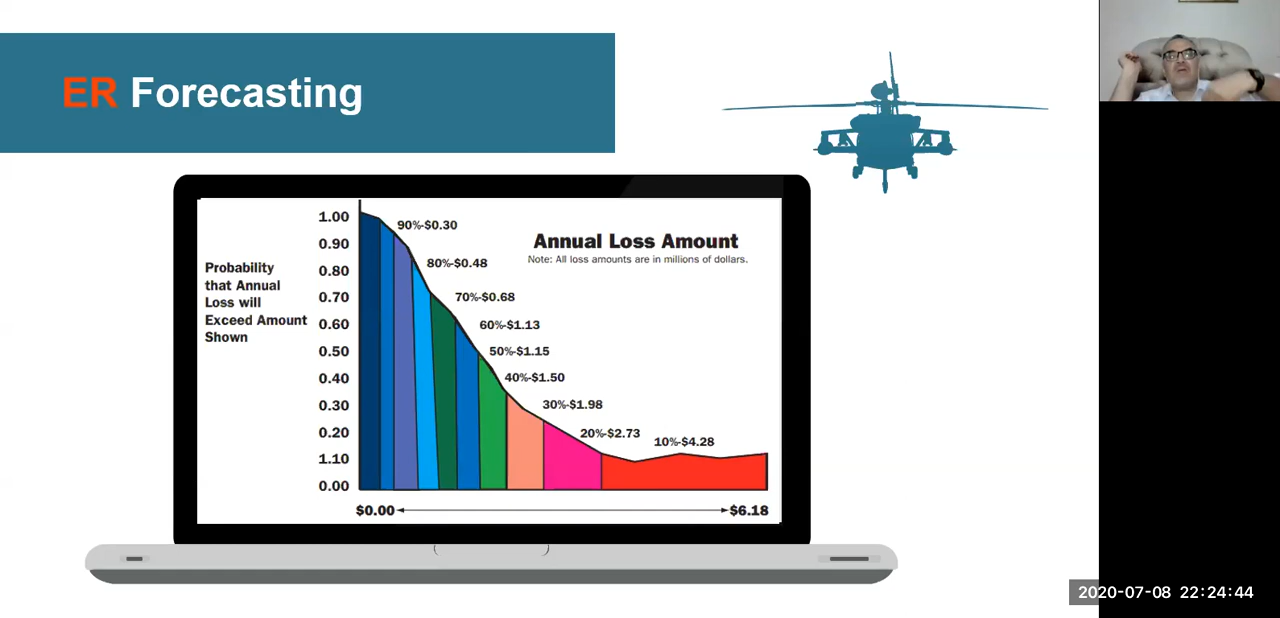 ER Forecasting
Annual Loss Amount
Note: All loss amounts are in millions of dollars.
Probability
that Annual
Loss will
Exceed Amount
Shown
1.00
0.90
0.80
0.70
0.60
0.50
0.40
0.30
0.20
1.10
0.00
90%-$0.30
80%-$0.48
70%-$0.68
60%-$1.13
50%-$1.15
40%-$1.50
30%-$1.98
20%-$2.73
10%-$4.28
$0.00
$6.18
2020-07-08 22:24:44